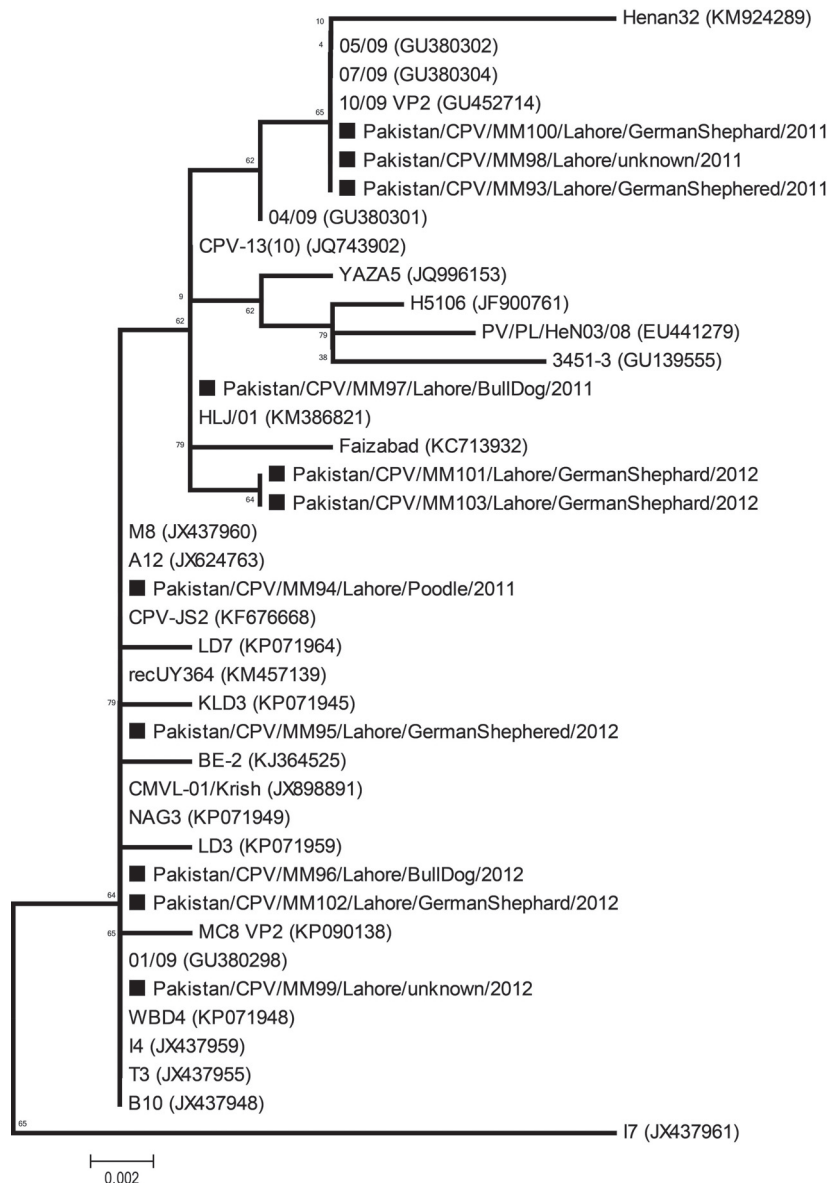 10
Henan32 (KM924289)
4
05/09 (GU380302)
07/09 (GU380304)
10/09 VP2 (GU452714)
65
Pakistan/CPV/MM100/Lahore/GermanShephard/2011
62
Pakistan/CPV/MM98/Lahore/unknown/2011
Pakistan/CPV/MM93/Lahore/GermanShephered/2011
04/09 (GU380301)
CPV-13(10) (JQ743902)
YAZA5 (JQ996153)
9
62
H5106 (JF900761)
62
79
PV/PL/HeN03/08 (EU441279)
38
3451-3 (GU139555)
Pakistan/CPV/MM97/Lahore/BullDog/2011
HLJ/01 (KM386821)
79
Faizabad (KC713932)
Pakistan/CPV/MM101/Lahore/GermanShephard/2012
64
Pakistan/CPV/MM103/Lahore/GermanShephard/2012
M8 (JX437960)
A12 (JX624763)
Pakistan/CPV/MM94/Lahore/Poodle/2011
CPV-JS2 (KF676668)
LD7 (KP071964)
recUY364 (KM457139)
79
KLD3 (KP071945)
Pakistan/CPV/MM95/Lahore/GermanShephered/2012
BE-2 (KJ364525)
CMVL-01/Krish (JX898891)
NAG3 (KP071949)
LD3 (KP071959)
Pakistan/CPV/MM96/Lahore/BullDog/2012
64
Pakistan/CPV/MM102/Lahore/GermanShephard/2012
65
MC8 VP2 (KP090138)
01/09 (GU380298)
Pakistan/CPV/MM99/Lahore/unknown/2012
WBD4 (KP071948)
I4 (JX437959)
T3 (JX437955)
B10 (JX437948)
65
I7 (JX437961)
0.002